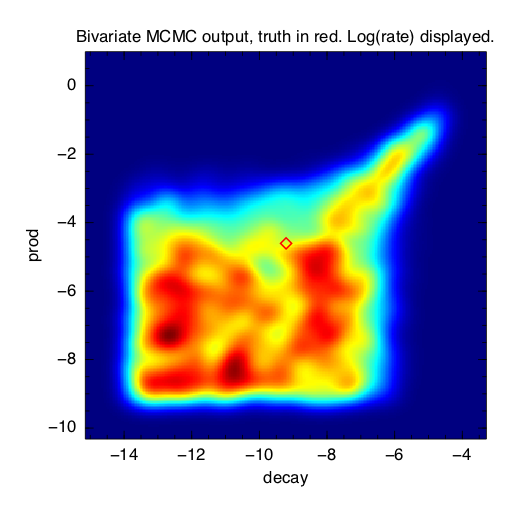 Bivariate MCMC output, truth in red. Log(rate) displayed.
0
−2
−4
−6
−8
−10
prod
−14 −12 −10 −8 −6 −4
decay